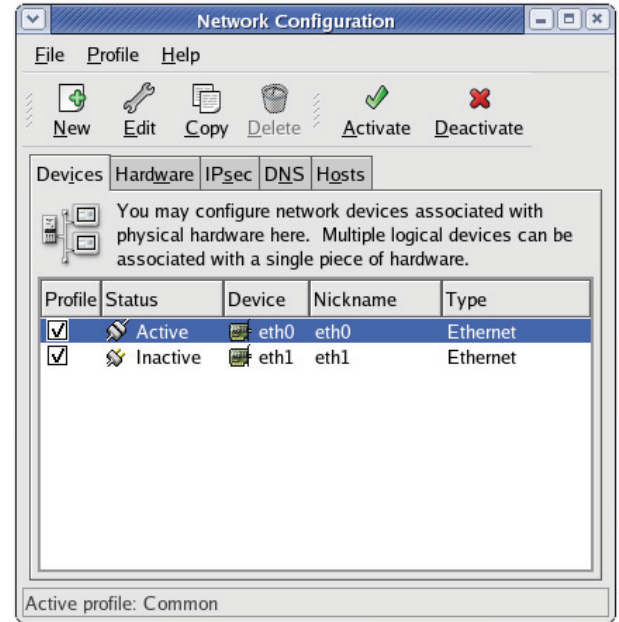 Network Configuration
File Profile Help
New Edit Copy Delete Activate Deactivate
Devices Hardware IPsec DNS Hosts
You may configure network devices associated with
physical hardware here. Multiple logical devices can be
associated with a single piece of hardware.
Profile Status Device Nickname Type
Active eth0 eth0 Ethernet
Inactive eth1 eth1 Ethernet
Active profile: Common